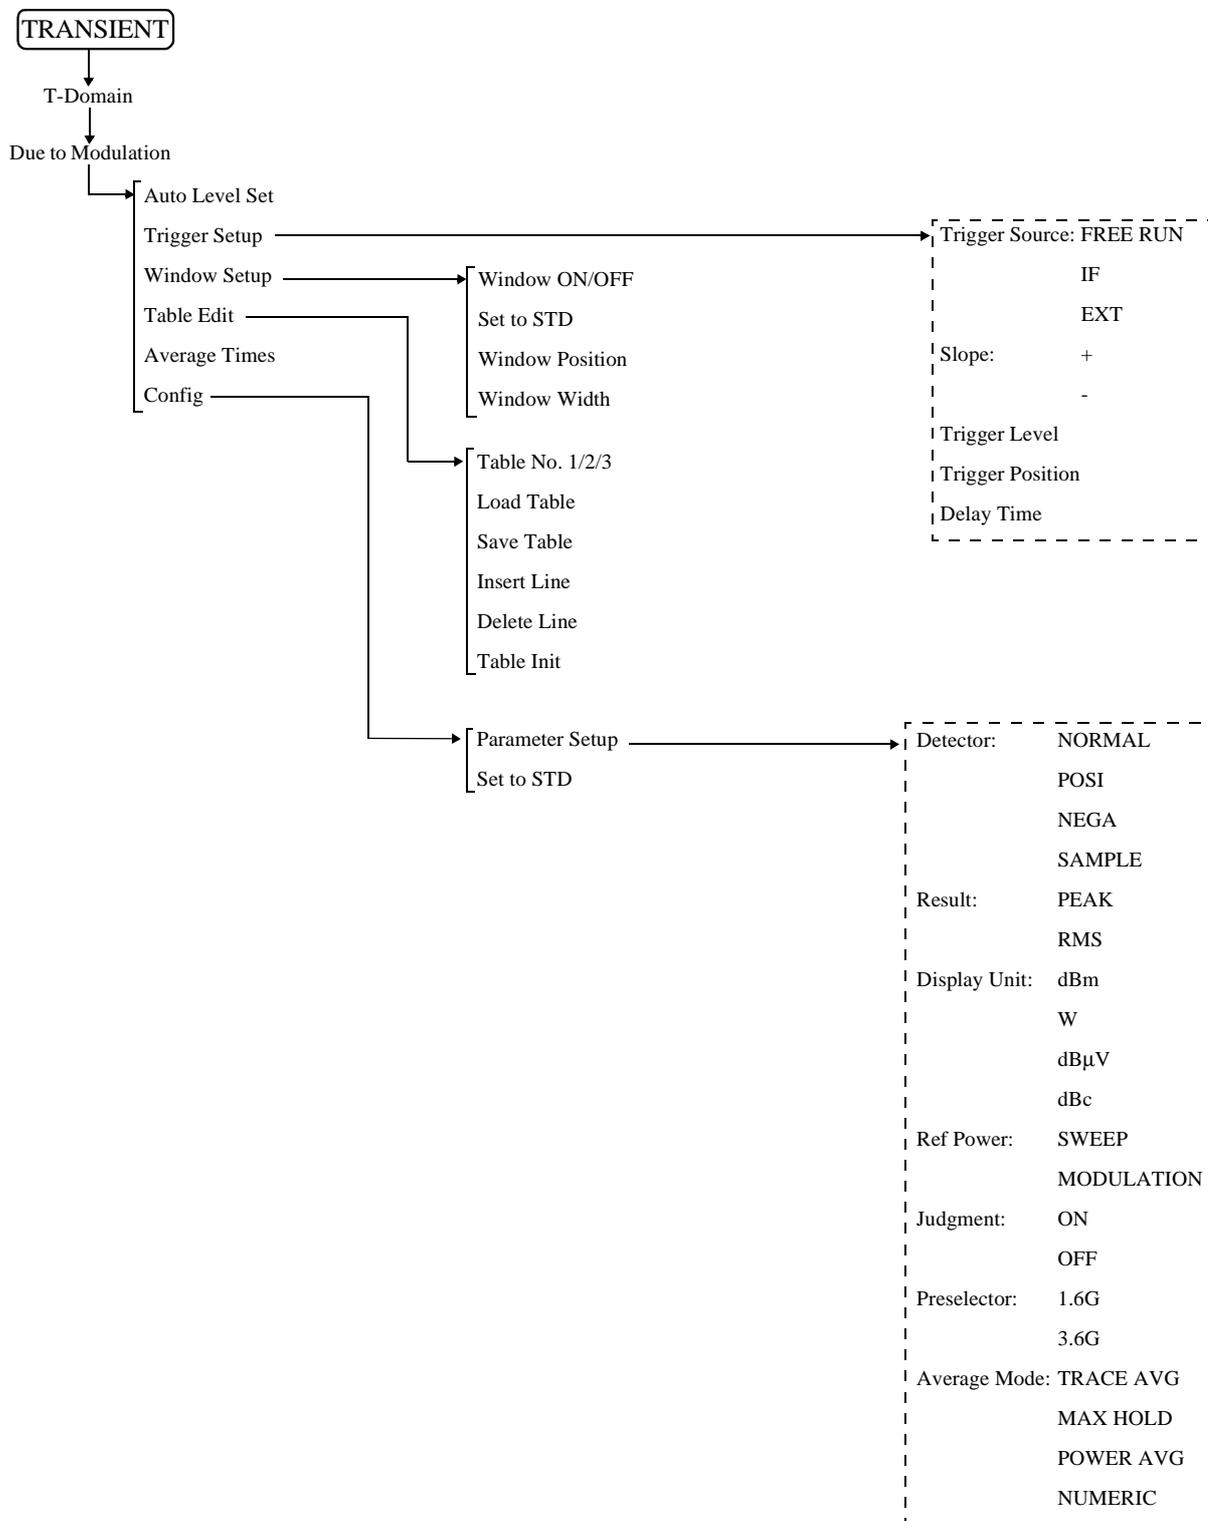 TRANSIENT
T-Domain
Due to Modulation
Auto Level Set
Trigger Setup
Window Setup
Table Edit
Average Times
Config
Window ON/OFF
Set to STD
Window Position
Window Width
Table No. 1/2/3
Load Table
Save Table
Insert Line
Delete Line
Table Init
Parameter Setup
Set to STD
Trigger Source: FREE RUN
IF
EXT
Slope: +
-
Trigger Level
Trigger Position
Delay Time
Detector: NORMAL
POSI
NEGA
SAMPLE
Result: PEAK
RMS
Display Unit: dBm
W
dBµV
dBc
Ref Power: SWEEP
MODULATION
Judgment: ON
OFF
Preselector: 1.6G
3.6G
Average Mode: TRACE AVG
MAX HOLD
POWER AVG
NUMERIC